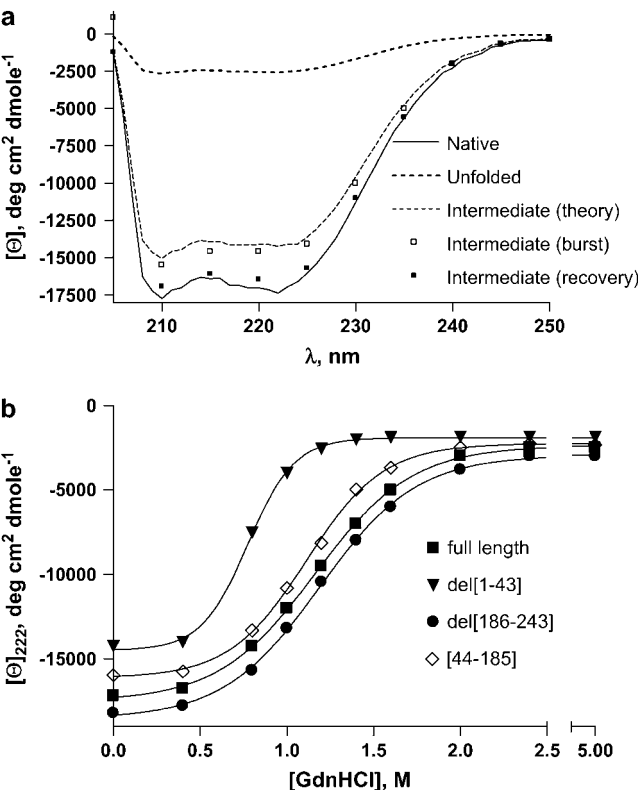 a
0
-2500
-5000
-7500
-10000
-12500
-15000
-17500
[Θ], deg cm² dmole⁻¹
Native
Unfolded
Intermediate (theory)
Intermediate (burst)
Intermediate (recovery)
210 220 230 240 250
λ, nm
b
0
-5000
-10000
-15000
[Θ]₂₂₂, deg cm² dmole⁻¹
full length
del[1-43]
del[186-243]
[44-185]
0.0 0.5 1.0 1.5 2.0 2.5 5.00
[GdnHCl], M